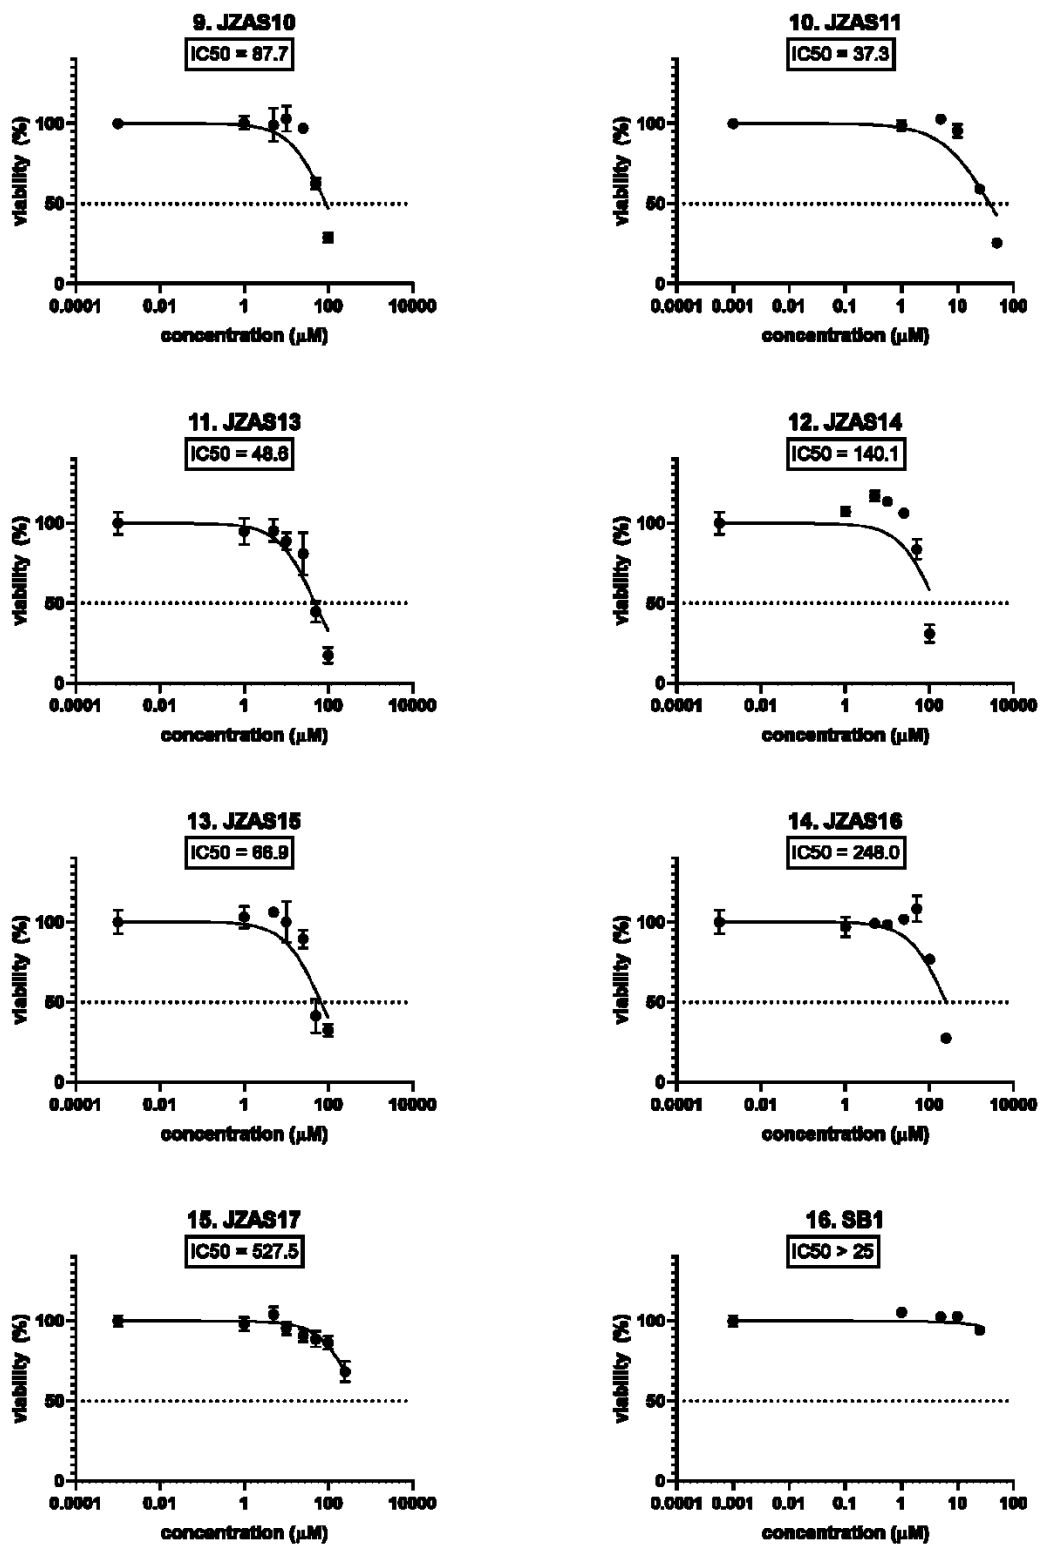 9. JZAS10
IC50 = 87.7
viability (%)
100
50
0
0.0001 0.01 1 100 10000
concentration (μM)
10. JZAS11
IC50 = 37.3
viability (%)
100
50
0
0.0001 0.001 0.01 0.1 1 10 100
concentration (μM)
11. JZAS13
IC50 = 48.6
viability (%)
100
50
0
0.0001 0.01 1 100 10000
concentration (μM)
12. JZAS14
IC50 = 140.1
viability (%)
100
50
0
0.0001 0.01 1 100 10000
concentration (μM)
13. JZAS15
IC50 = 66.9
viability (%)
100
50
0
0.0001 0.01 1 100 10000
concentration (μM)
14. JZAS16
IC50 = 248.0
viability (%)
100
50
0
0.0001 0.01 1 100 10000
concentration (μM)
15. JZAS17
IC50 = 527.5
viability (%)
100
50
0
0.0001 0.01 1 100 10000
concentration (μM)
16. SB1
IC50 > 25
viability (%)
100
50
0
0.0001 0.001 0.01 0.1 1 10 100
concentration (μM)